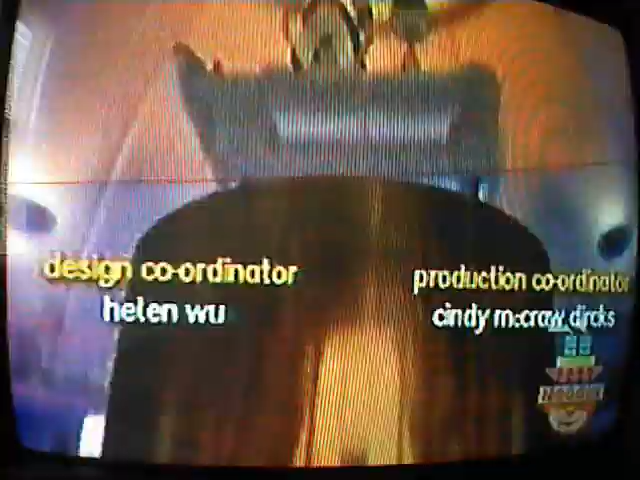 design co-ordinator
helen wu
production co-ordinator
cindy mccraw dircks